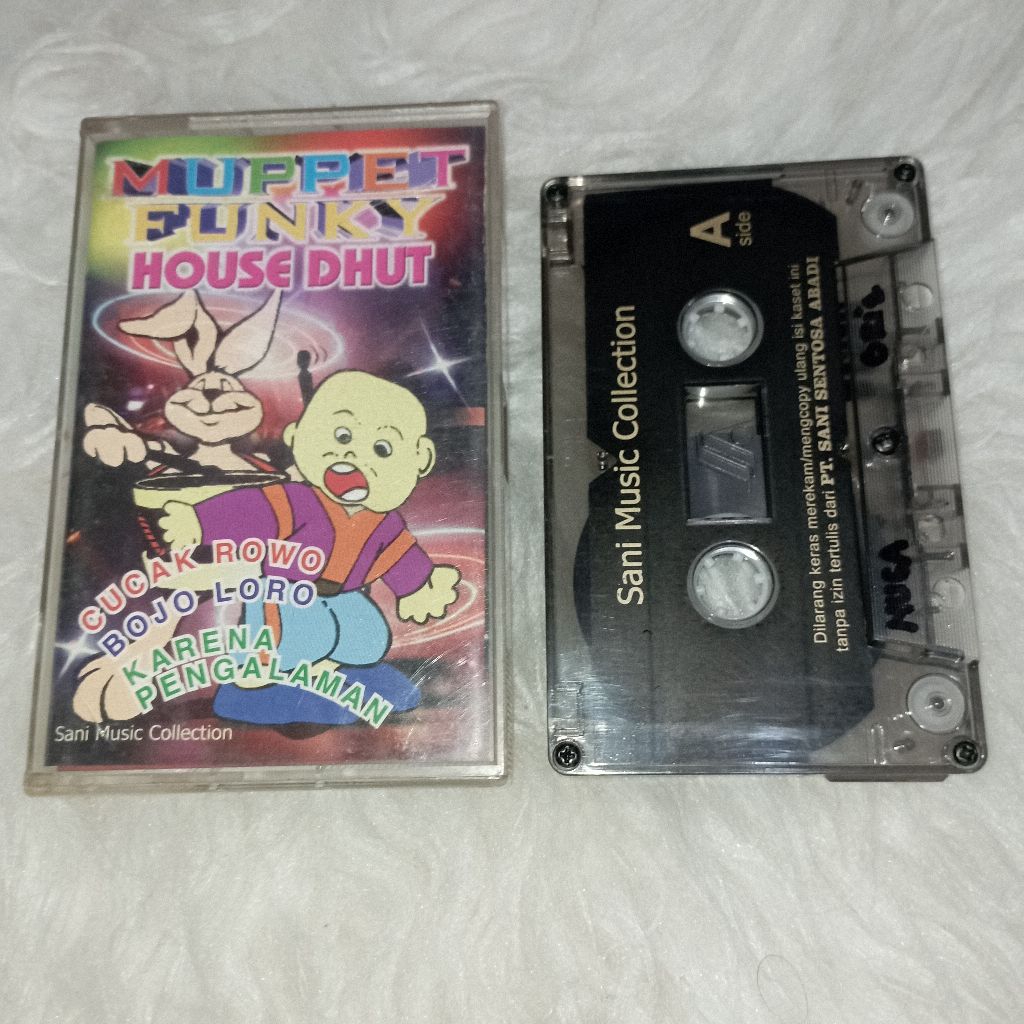 MUPPET
FUNKY
HOUSE DHUT
CUCAK ROWO
BOJO LORO
KARENA
PENGALAMAN
Sani Music Collection
A
side
Sani Music Collection
Dilarang keras merekam/mengcopy ulang isi kaset ini
tanpa izin tertulis dari PT. SANI SENTOSA ABADI